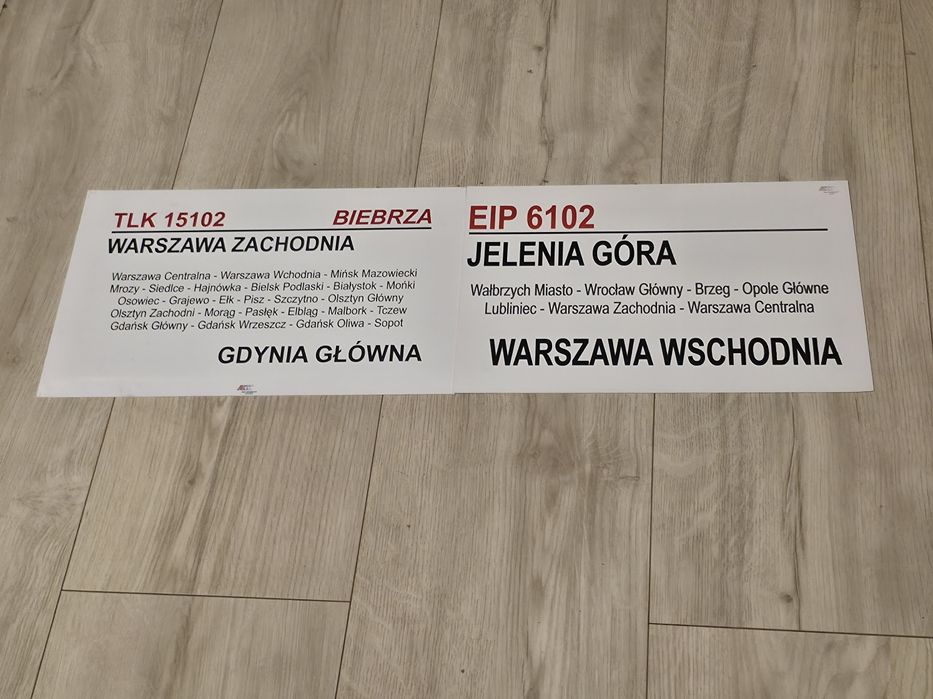 TLK 15102 BIEBRZA
WARSZAWA ZACHODNIA
Warszawa Centralna - Warszawa Wchodnia - Mińsk Mazowiecki
Mrozy - Siedlce - Hajnówka - Bielsk Podlaski - Białystok - Mońki
Osowiec - Grajewo - Ełk - Pisz - Szczytno - Olsztyn Główny
Olsztyn Zachodni - Morąg - Pasłęk - Elbląg - Malbork - Tczew
Gdańsk Główny - Gdańsk Wrzeszcz - Gdańsk Oliwa - Sopot
GDYNIA GŁÓWNA
EIP 6102
JELENIA GÓRA
Wałbrzych Miasto - Wrocław Główny - Brzeg - Opole Główne
Lubliniec - Warszawa Zachodnia - Warszawa Centralna
WARSZAWA WSCHODNIA